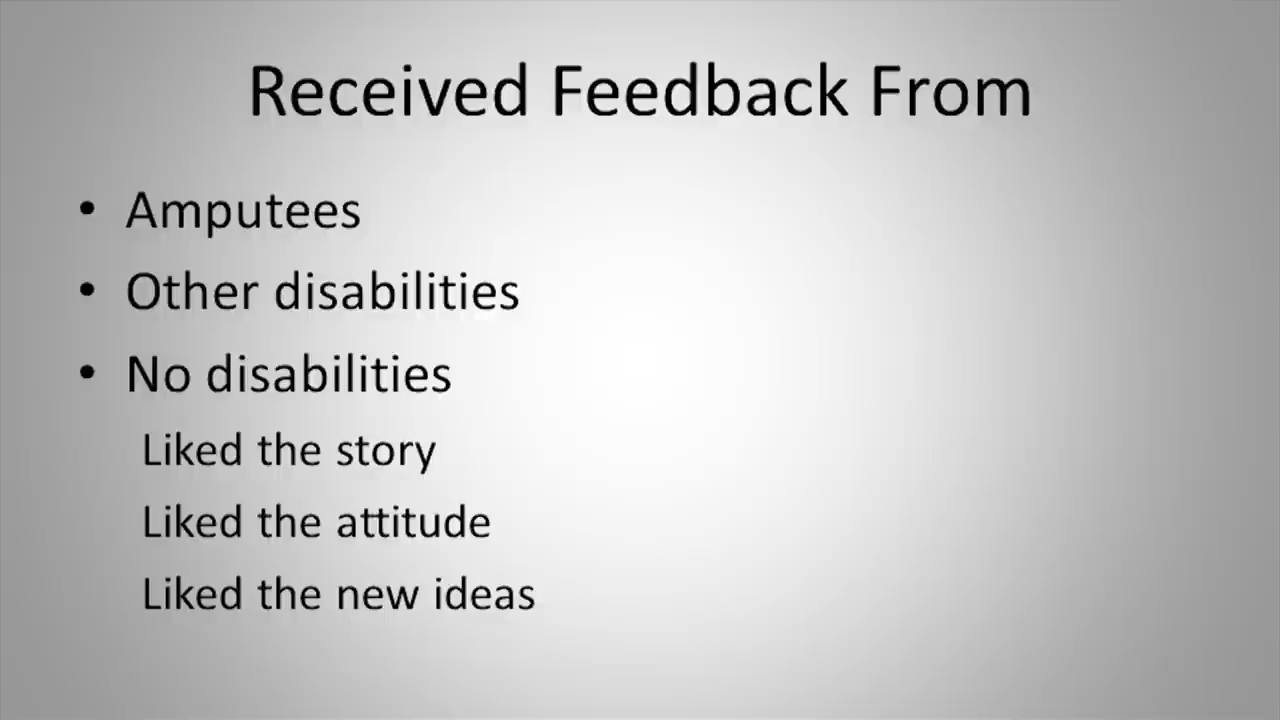 Received Feedback From
• Amputees
• Other disabilities
• No disabilities
Liked the story
Liked the attitude
Liked the new ideas